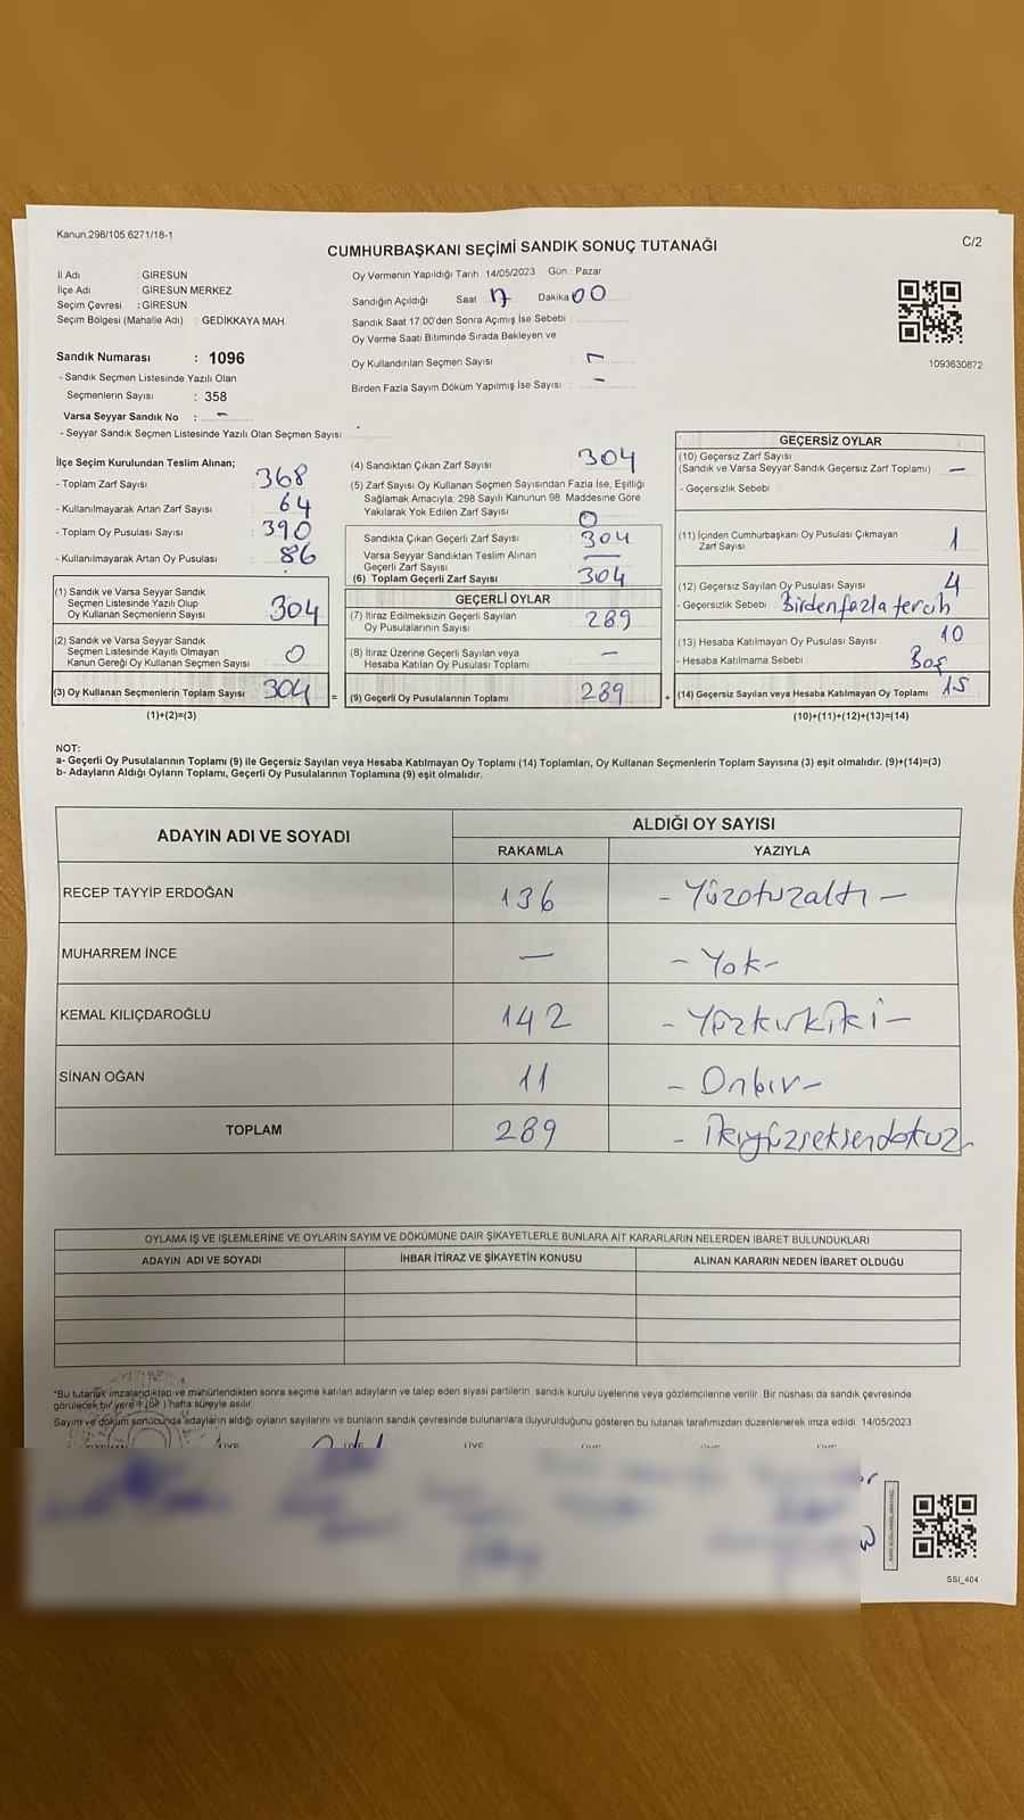 Kanun.298/105.6271/18-1
CUMHURBAŞKANI SEÇİMİ SANDIK SONUÇ TUTANAĞI
C/2
İl Adı : GİRESUN
İlçe Adı : GİRESUN MERKEZ
Seçim Çevresi : GİRESUN
Seçim Bölgesi (Mahalle Adı) : GEDİKKAYA MAH.
Oy Vermenin Yapıldığı Tarih: 14/05/2023 Gün : Pazar
Sandığın Açıldığı Saat 17 Dakika 00
Sandık Saat 17.00'den Sonra Açımış İse Sebebi :
Oy Verme Saati Bitiminde Sırada Bekleyen ve
Oy Kullandırılan Seçmen Sayısı : -
Birden Fazla Sayım Döküm Yapılmış İse Sayısı : -
1093630872
Sandık Numarası : 1096
- Sandık Seçmen Listesinde Yazılı Olan
Seçmenlerin Sayısı : 358
Varsa Seyyar Sandık No : -
- Seyyar Sandık Seçmen Listesinde Yazılı Olan Seçmen Sayısı :
İlçe Seçim Kurulundan Teslim Alınan;
- Toplam Zarf Sayısı : 368
- Kullanılmayarak Artan Zarf Sayısı : 64
- Toplam Oy Pusulası Sayısı : 390
- Kullanılmayarak Artan Oy Pusulası : 86
(1) Sandık ve Varsa Seyyar Sandık
Seçmen Listesinde Yazılı Olup
Oy Kullanan Seçmenlerin Sayısı 304
(2) Sandık ve Varsa Seyyar Sandık
Seçmen Listesinde Kayıtlı Olmayan
Kanun Gereği Oy Kullanan Seçmen Sayısı 0
(3) Oy Kullanan Seçmenlerin Toplam Sayısı 304 =
(1)+(2)=(3)
(4) Sandıktan Çıkan Zarf Sayısı 304
(5) Zarf Sayısı Oy Kullanan Seçmen Sayısından Fazla İse, Eşitliği
Sağlamak Amacıyla, 298 Sayılı Kanunun 98. Maddesine Göre
Yakılarak Yok Edilen Zarf Sayısı 0
Sandıkta Çıkan Geçerli Zarf Sayısı 304
Varsa Seyyar Sandıktan Teslim Alınan
Geçerli Zarf Sayısı —
(6) Toplam Geçerli Zarf Sayısı 304
GEÇERLİ OYLAR
(7) İtiraz Edilmeksizin Geçerli Sayılan
Oy Pusulalarının Sayısı 289
(8) İtiraz Üzerine Geçerli Sayılan veya
Hesaba Katılan Oy Pusulası Toplamı —
(9) Geçerli Oy Pusulalarının Toplamı 289 +
GEÇERSİZ OYLAR
(10) Geçersiz Zarf Sayısı
(Sandık ve Varsa Seyyar Sandık Geçersiz Zarf Toplamı) —
- Geçersizlik Sebebi
(11) İçinden Cumhurbaşkanı Oy Pusulası Çıkmayan
Zarf Sayısı 1
(12) Geçersiz Sayılan Oy Pusulası Sayısı 4
- Geçersizlik Sebebi Birden fazla tercih
(13) Hesaba Katılmayan Oy Pusulası Sayısı 10
- Hesaba Katılmama Sebebi Boş
(14) Geçersiz Sayılan veya Hesaba Katılmayan Oy Toplamı 15
(10)+(11)+(12)+(13)=(14)
NOT:
a- Geçerli Oy Pusulalarının Toplamı (9) ile Geçersiz Sayılan veya Hesaba Katılmayan Oy Toplamı (14) Toplamları, Oy Kullanan Seçmenlerin Toplam Sayısına (3) eşit olmalıdır. (9)+(14)=(3)
b- Adayların Aldığı Oyların Toplamı, Geçerli Oy Pusulalarının Toplamına (9) eşit olmalıdır.
ADAYIN ADI VE SOYADI
ALDIĞI OY SAYISI
RAKAMLA YAZIYLA
RECEP TAYYİP ERDOĞAN 136 - Yüzotuzaltı -
MUHARREM İNCE — - Yok -
KEMAL KILIÇDAROĞLU 142 - Yüzkırkiki -
SİNAN OĞAN 11 - Onbir -
TOPLAM 289 - İkiyüzseksendokuz -
OYLAMA İŞ VE İŞLEMLERİNE VE OYLARIN SAYIM VE DÖKÜMÜNE DAİR ŞİKAYETLERLE BUNLARA AİT KARARLARIN NELERDEN İBARET BULUNDUKLARI
ADAYIN ADI VE SOYADI İHBAR İTİRAZ VE ŞİKAYETİN KONUSU ALINAN KARARIN NEDEN İBARET OLDUĞU
*Bu tutanak imzalandıktan ve mühürlendikten sonra seçime katılan adayların ve talep eden siyasi partilerin, sandık kurulu üyelerine veya gözlemcilerine verilir. Bir nüshası da sandık çevresinde
görülecek bir yere 1 (bir) hafta süreyle asılır.
Sayım ve döküm sonucunda adayların aldığı oyların sayılarını ve bunların sandık çevresinde bulunanlara duyurulduğunu gösteren bu tutanak tarafımızdan düzenlenerek imza edildi. 14/05/2023
SSI_404